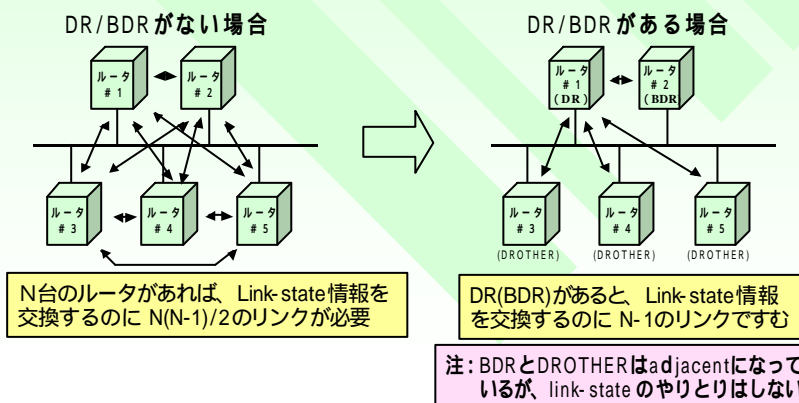 DR/BDRがない場合
DR/BDRがある場合
ルータ
#1
ルータ
#2
ルータ
#1
(DR)
ルータ
#2
(BDR)
ルータ
#3
ルータ
#4
ルータ
#5
ルータ
#3
ルータ
#4
ルータ
#5
(DROTHER)
(DROTHER)
(DROTHER)
N台のルータがあれば、Link-state情報を
交換するのに N(N-1)/2のリンクが必要
DR(BDR)があると、Link-state情報
を交換するのに N-1のリンクですむ
注:BDRとDROTHERはadjacentになって
いるが、link-stateのやりとりはしない